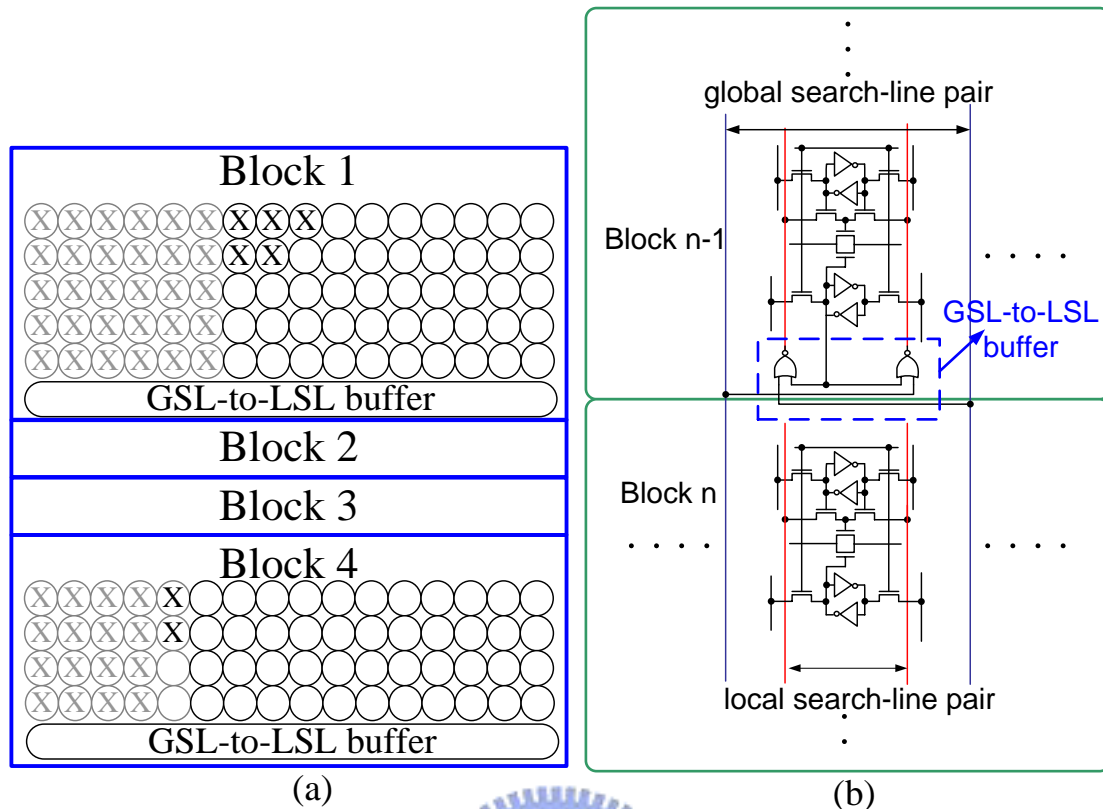 Block 1
X X X X X X X X X
X X X X X X X X
X X X X X X
X X X X X X
X X X X X X
GSL-to-LSL buffer
Block 2
Block 3
Block 4
X X X X X
X X X X X
X X X X
X X X X
GSL-to-LSL buffer
(a)
global search-line pair
Block n-1
GSL-to-LSL
buffer
Block n
local search-line pair
(b)